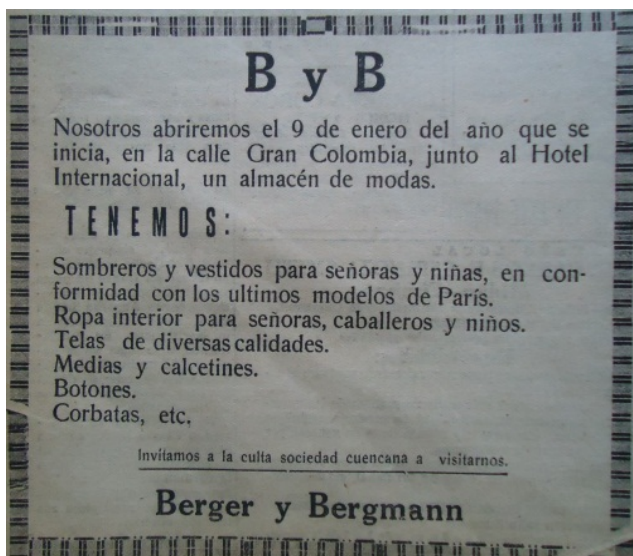 B y B
Nosotros abriremos el 9 de enero del año que se
inicia, en la calle Gran Colombia, junto al Hotel
Internacional, un almacén de modas.
TENEMOS:
Sombreros y vestidos para señoras y niñas, en con-
formidad con los ultimos modelos de París.
Ropa interior para señoras, caballeros y niños.
Telas de diversas calidades.
Medias y calcetines.
Botones.
Corbatas, etc.
Invitamos a la culta sociedad cuencana a visitarnos.
Berger y Bergmann